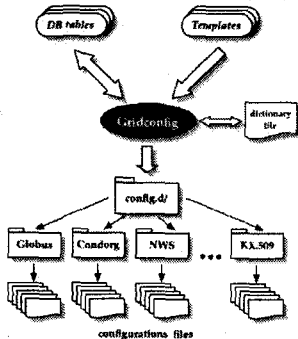 DB tables
Templates
Gridconfig
dictionary
file
config.d/
Globus
Condorg
NWS
...
KX.509
configurations files